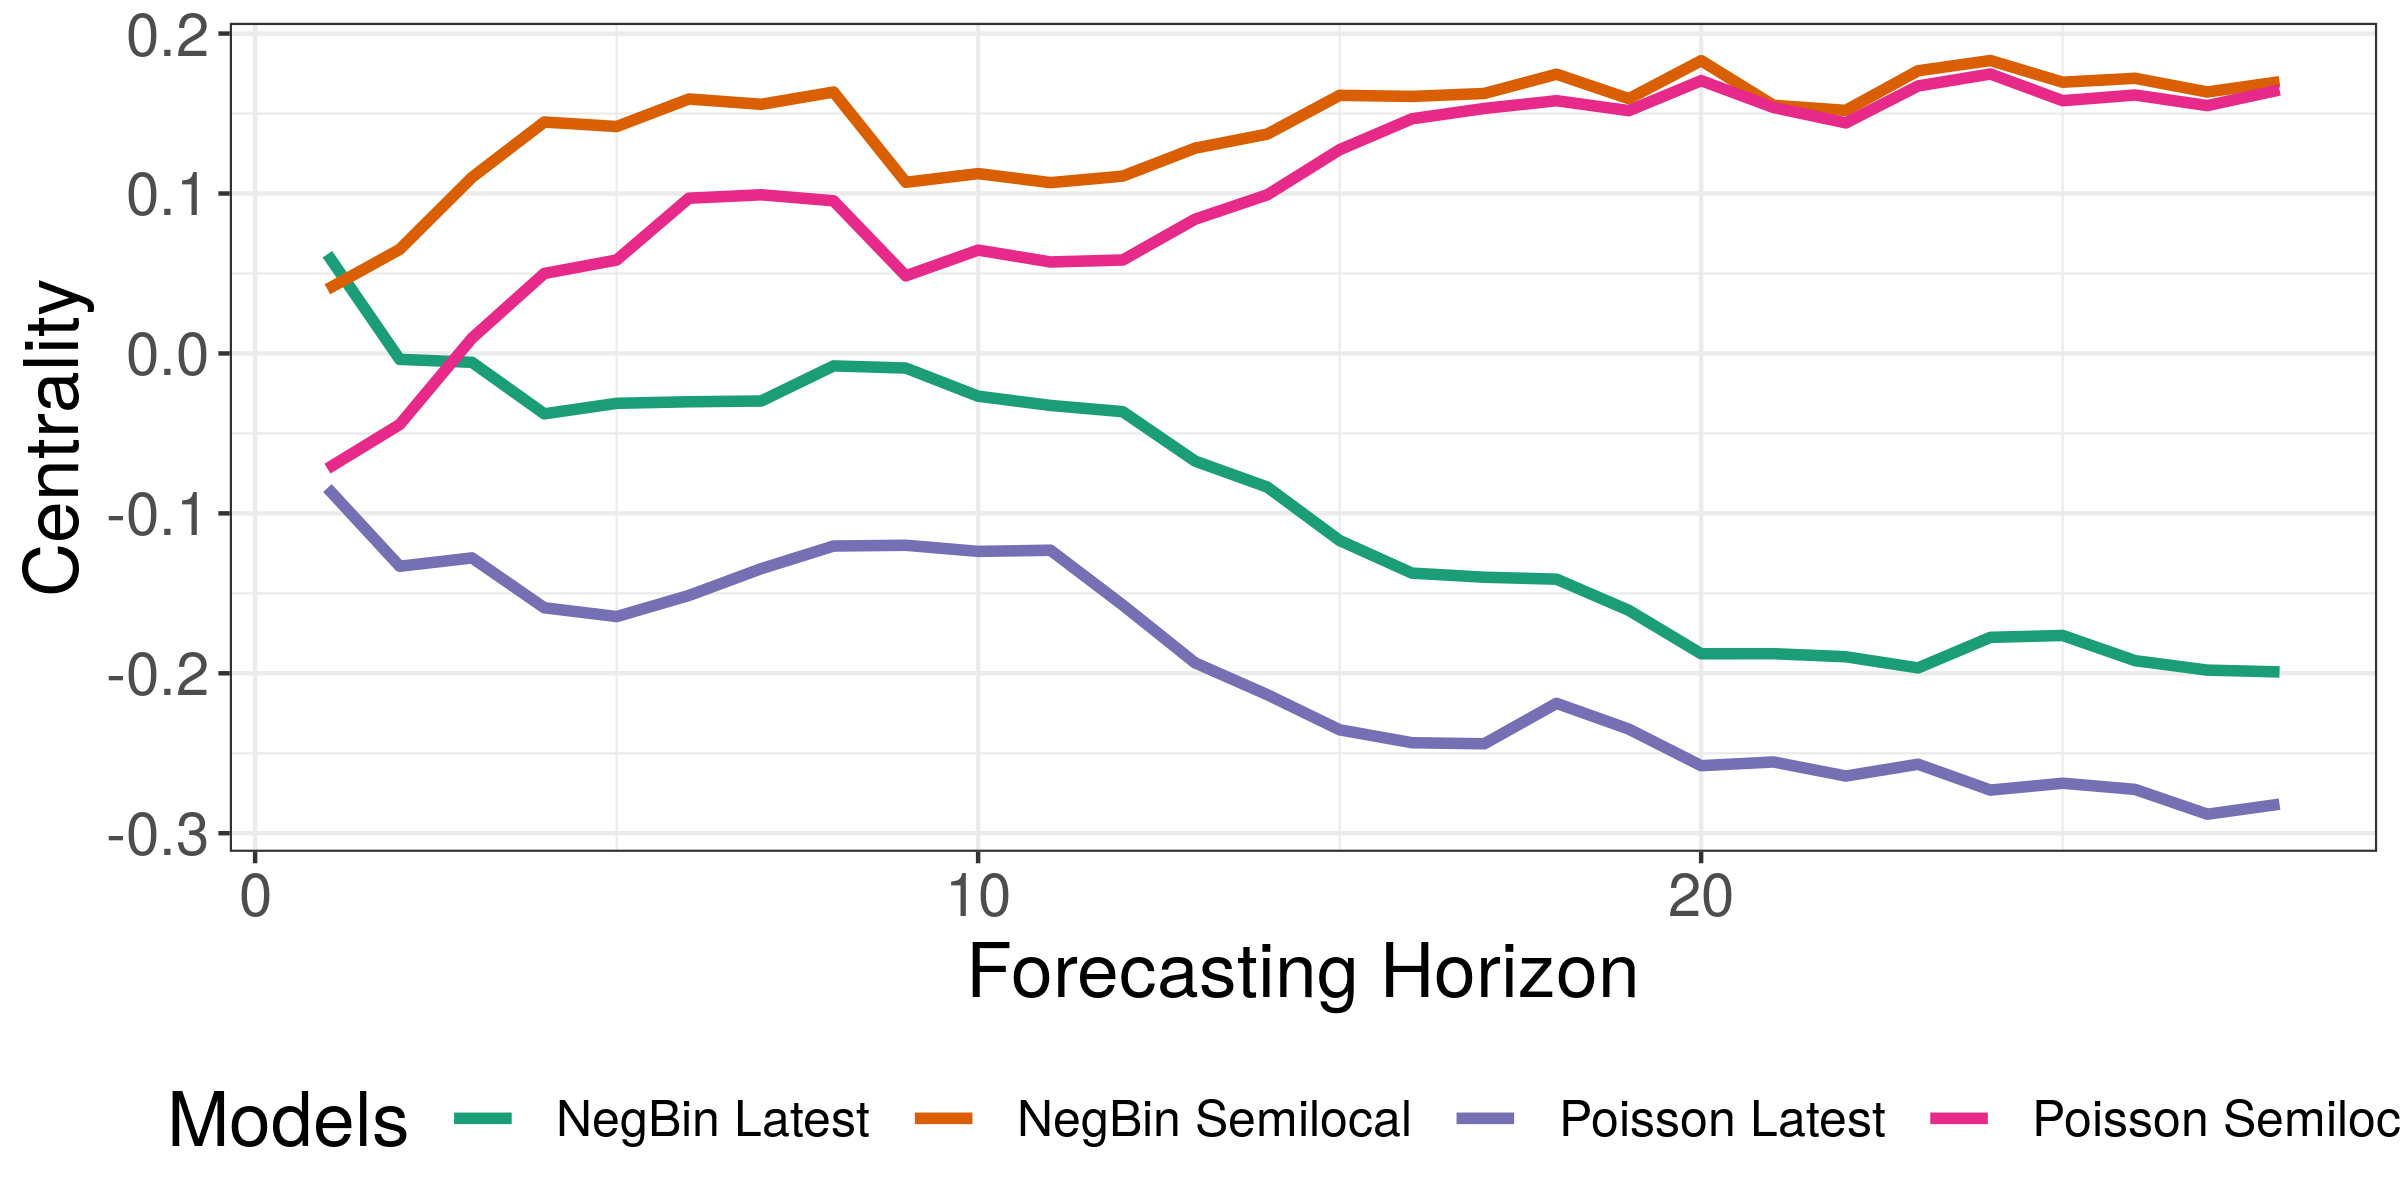 0.2
0.1
0.0
-0.1
-0.2
-0.3
Centrality
0 10 20
Forecasting Horizon
Models NegBin Latest NegBin Semilocal Poisson Latest Poisson Semiloc